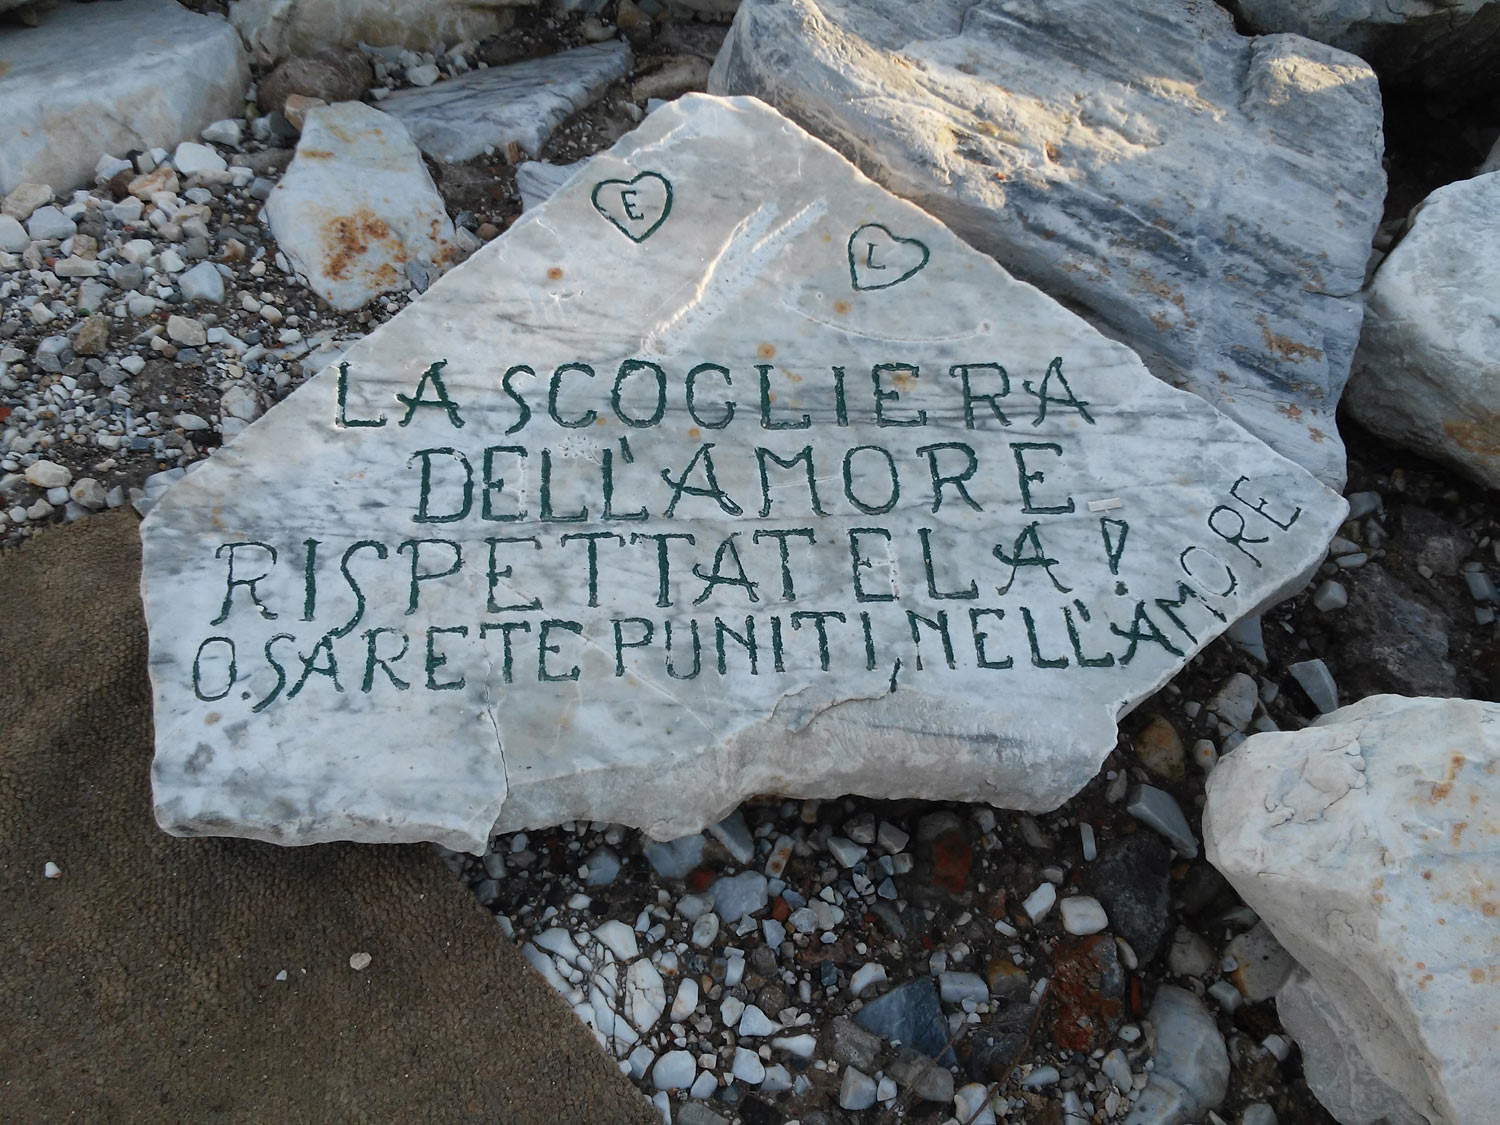 E
L
LA SCOGLIERA
DELL'AMORE
RISPETTATELA!
O.SARETE PUNITI, NELL'AMORE